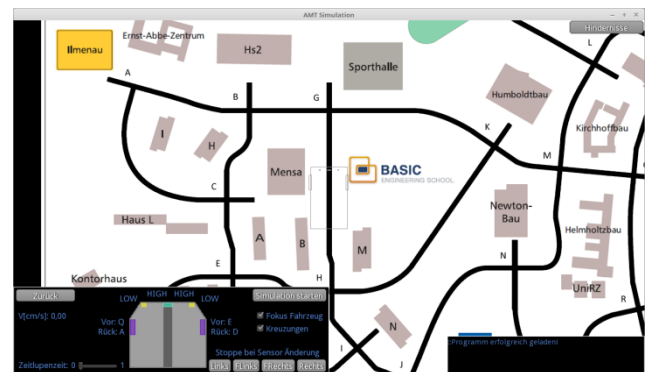 AMT Simulation
Hindernisse
Ilmenau
Ernst-Abbe-Zentrum
Hs2
Sporthalle
L
A
B
G
Humboldtbau
K
Kirchhoffbau
I
H
Mensa
BASIC
ENGINEERING SCHOOL
M
C
Haus L
A
B
M
Newton-
Bau
Helmholtzbau
N
E
H
Kontorhaus
UniRZ
R
N
I
J
Zurück
LOW
HIGH
HIGH
LOW
Simulation starten
V[cm/s]: 0,00
Vor: Q
Rück: A
Vor: E
Rück: D
Fokus Fahrzeug
Kreuzungen
Stoppe bei Sensor Änderung
Zeitlupenzeit: 0
1
Links
FLinks
FRechts
Rechts
:Programm erfolgreich geladen!